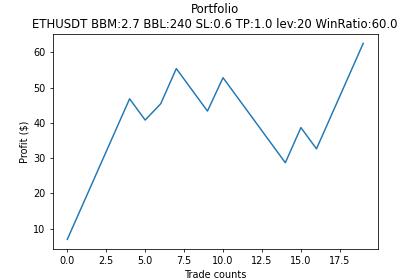 Portfolio
ETHUSDT BBM:2.7 BBL:240 SL:0.6 TP:1.0 lev:20 WinRatio:60.0
60
50
40
30
20
10
Profit ($)
0.0 2.5 5.0 7.5 10.0 12.5 15.0 17.5
Trade counts